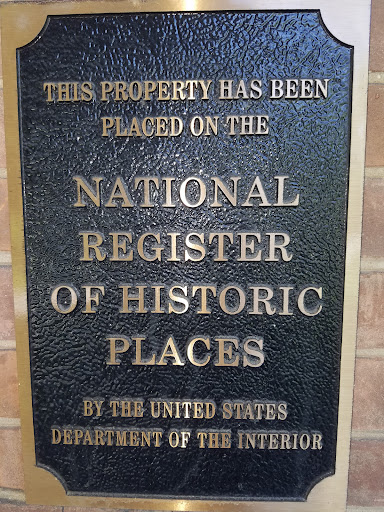 THIS PROPERTY HAS BEEN
PLACED ON THE
NATIONAL
REGISTER
OF HISTORIC
PLACES
BY THE UNITED STATES
DEPARTMENT OF THE INTERIOR